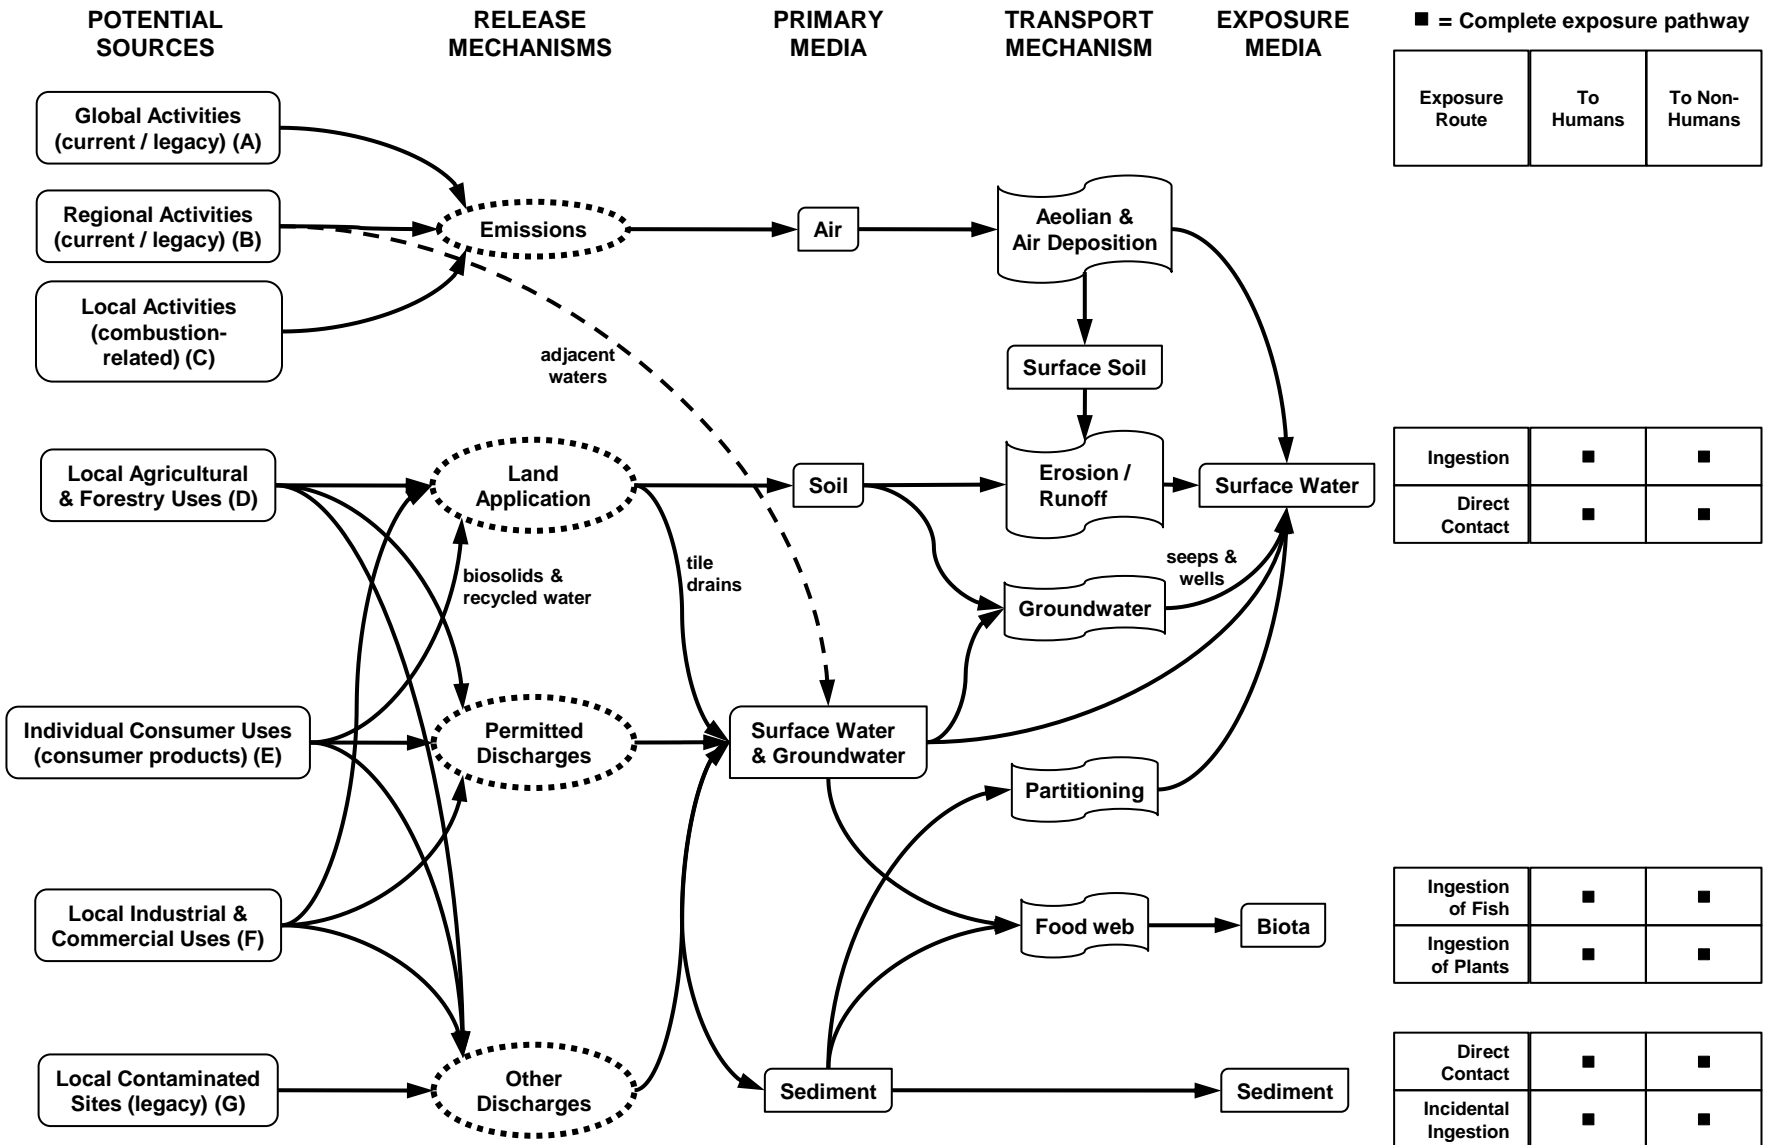 POTENTIAL
SOURCES
RELEASE
MECHANISMS
PRIMARY
MEDIA
TRANSPORT
MECHANISM
EXPOSURE
MEDIA
■ = Complete exposure pathway
Exposure
Route
To
Humans
To Non-
Humans
Global Activities
(current / legacy) (A)
Regional Activities
(current / legacy) (B)
Local Activities
(combustion-
related) (C)
Emissions
Air
Aeolian &
Air Deposition
adjacent
waters
Surface Soil
Local Agricultural
& Forestry Uses (D)
Land
Application
Soil
Erosion /
Runoff
Surface Water
Ingestion
■ ■
Direct
Contact
■ ■
biosolids &
recycled water
tile
drains
seeps &
wells
Groundwater
Individual Consumer Uses
(consumer products) (E)
Permitted
Discharges
Surface Water
& Groundwater
Partitioning
Local Industrial &
Commercial Uses (F)
Food web
Biota
Ingestion
of Fish
■ ■
Ingestion
of Plants
■ ■
Local Contaminated
Sites (legacy) (G)
Other
Discharges
Sediment
Sediment
Direct
Contact
■ ■
Incidental
Ingestion
■ ■